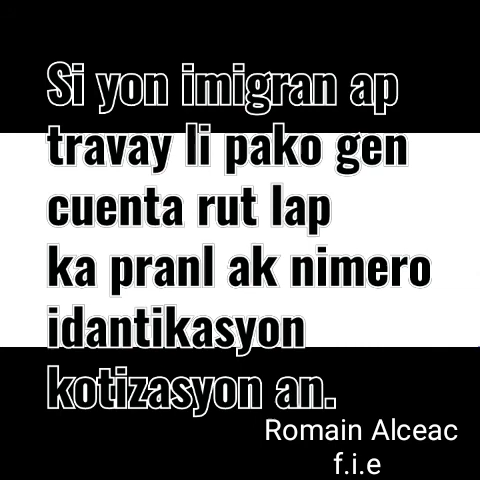 Si yon imigran ap
travay li pako gen
cuenta rut lap
ka pranl ak nimero
idantikasyon
kotizasyon an.
Romain Alceac
f.i.e